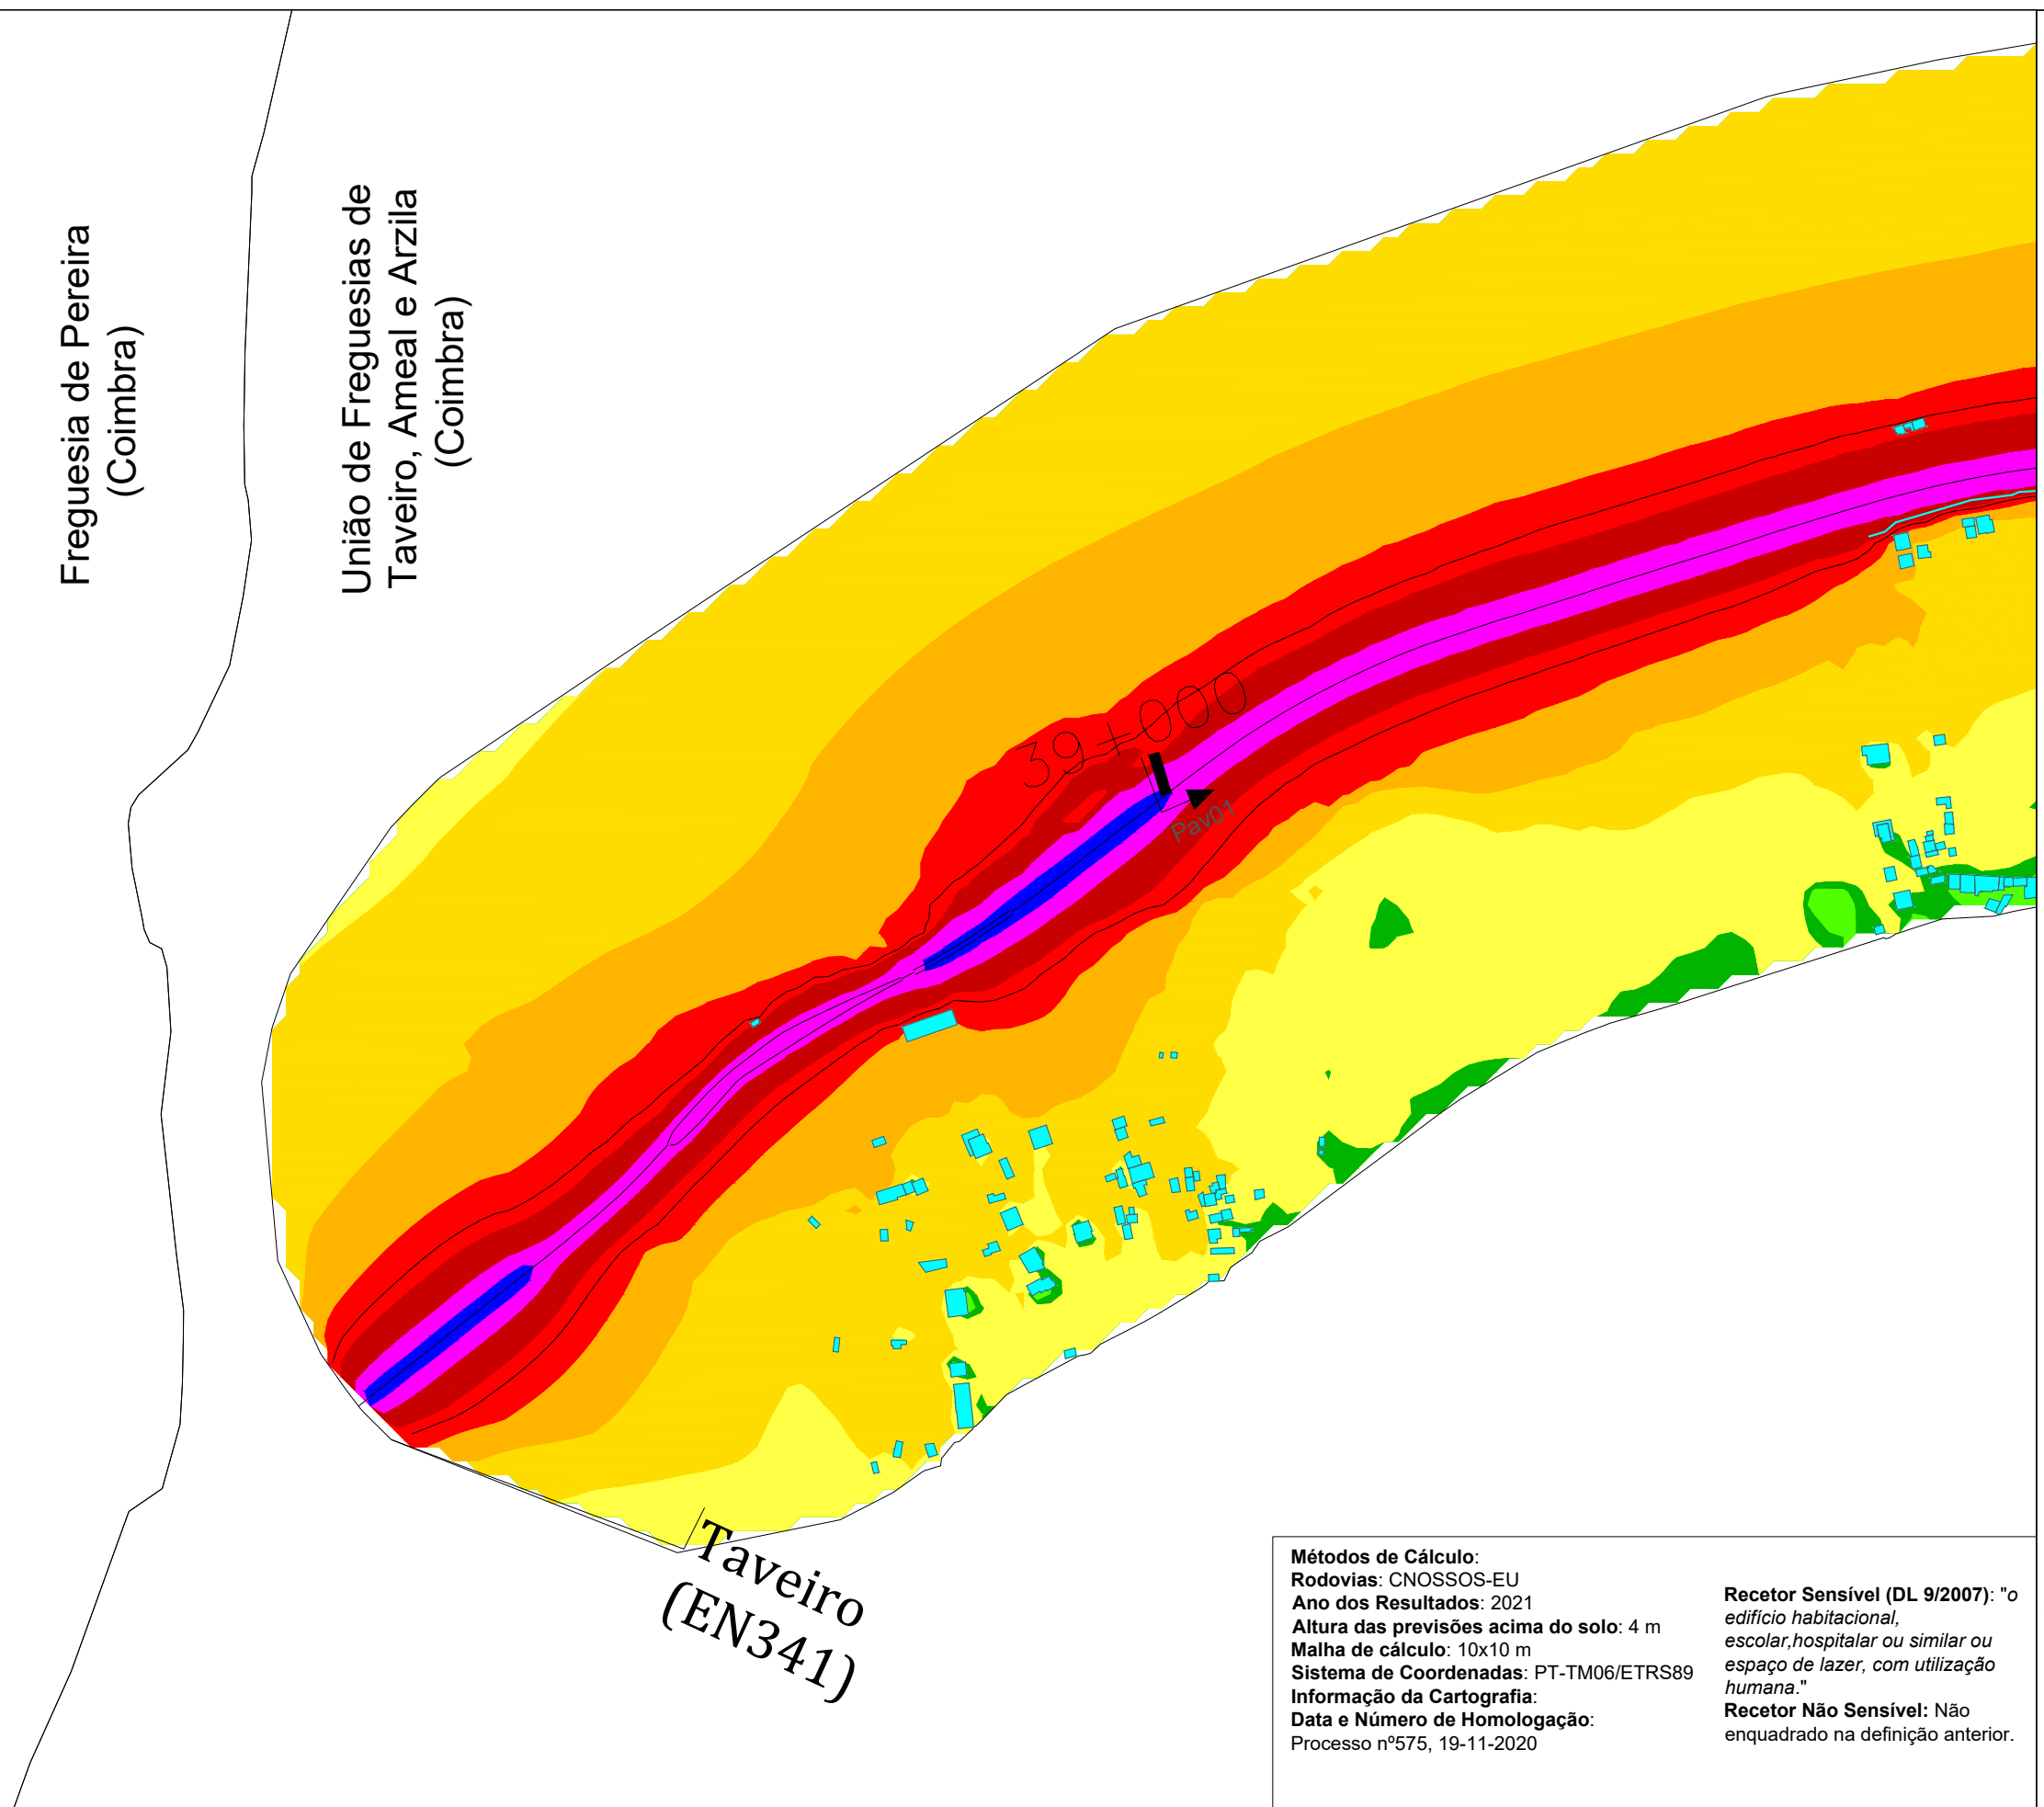 Freguesia de Pereira
(Coimbra)
União de Freguesias de
Taveiro, Ameal e Arzila
(Coimbra)
39+000
Pav01
Taveiro
(EN341)
Métodos de Cálculo:
Rodovias: CNOSSOS-EU
Ano dos Resultados: 2021
Altura das previsões acima do solo: 4 m
Malha de cálculo: 10x10 m
Sistema de Coordenadas: PT-TM06/ETRS89
Informação da Cartografia:
Data e Número de Homologação:
Processo nº575, 19-11-2020
Recetor Sensível (DL 9/2007): "o
edifício habitacional,
escolar,hospitalar ou similar ou
espaço de lazer, com utilização
humana."
Recetor Não Sensível: Não
enquadrado na definição anterior.